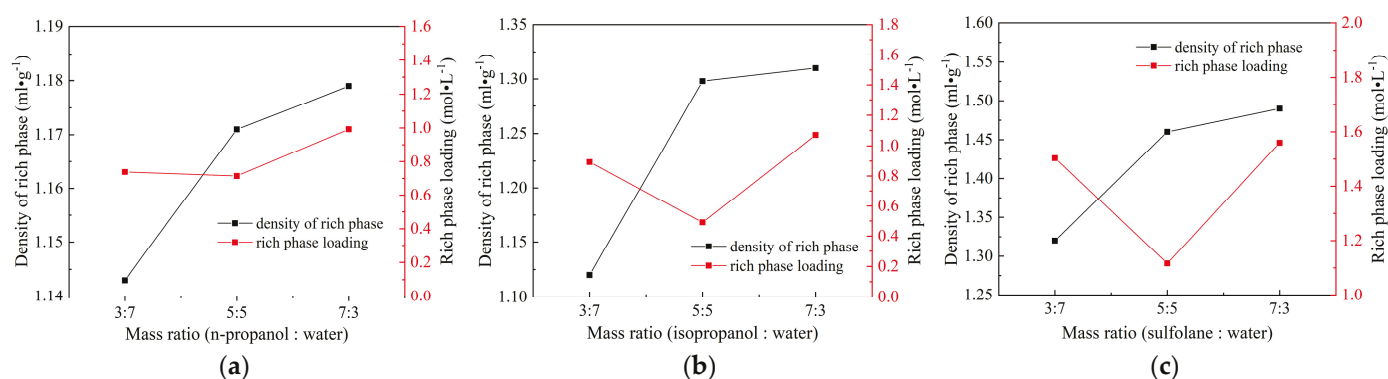 1.19
1.18
1.17
1.16
1.15
1.14
Density of rich phase (ml•g⁻¹)
density of rich phase
rich phase loading
1.6
1.4
1.2
1.0
0.8
0.6
0.4
0.2
0.0
Rich phase loading (mol•L⁻¹)
3:7 5:5 7:3
Mass ratio (n-propanol : water)
(a)
1.35
1.30
1.25
1.20
1.15
1.10
Density of rich phase (ml•g⁻¹)
density of rich phase
rich phase loading
1.8
1.6
1.4
1.2
1.0
0.8
0.6
0.4
0.2
0.0
Rich phase loading (mol•L⁻¹)
3:7 5:5 7:3
Mass ratio (isopropanol : water)
(b)
1.60
1.55
1.50
1.45
1.40
1.35
1.30
1.25
Density of rich phase (ml•g⁻¹)
density of rich phase
rich phase loading
2.0
1.8
1.6
1.4
1.2
1.0
Rich phase loading (mol•L⁻¹)
3:7 5:5 7:3
Mass ratio (sulfolane : water)
(c)